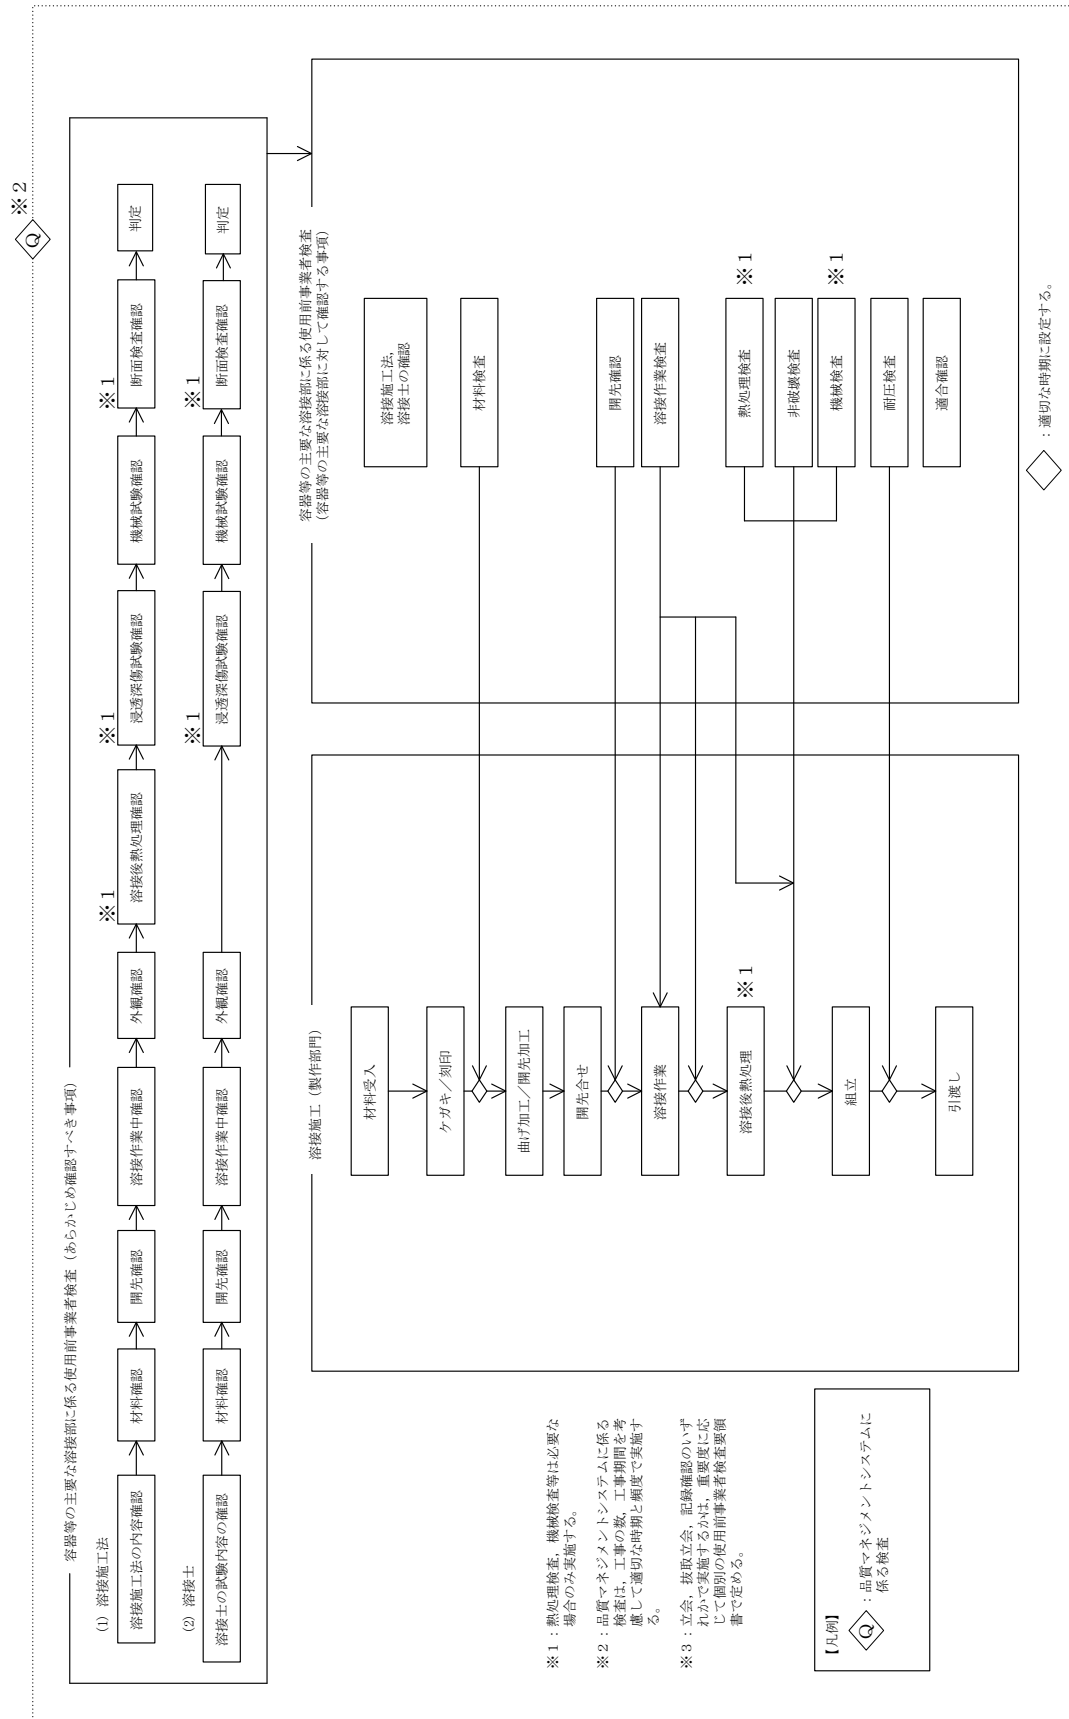 ※2
Q
容器等の主要な溶接部に係る使用前事業者検査（あらかじめ確認すべき事項）
(1) 溶接施工法
溶接施工法の内容確認
材料確認
開先確認
溶接作業中確認
外観確認
※1
溶接後熱処理確認
※1
浸透深傷試験確認
機械試験確認
※1
断面検査確認
判定
(2) 溶接士
溶接士の試験内容の確認
材料確認
開先確認
溶接作業中確認
外観確認
※1
浸透深傷試験確認
機械試験確認
※1
断面検査確認
判定
溶接施工（製作部門）
材料受入
ケガキ／刻印
曲げ加工／開先加工
開先合せ
溶接作業
溶接後熱処理
※1
組立
引渡し
容器等の主要な溶接部に係る使用前事業者検査
（容器等の主要な溶接部に対して確認する事項）
溶接施工法，
溶接士の確認
材料検査
開先確認
溶接作業検査
熱処理検査
※1
非破壊検査
機械検査
※1
耐圧検査
適合確認
：適切な時期に設定する。
※1：熱処理検査，機械検査等は必要な
場合のみ実施する。
※2：品質マネジメントシステムに係る
検査は，工事の数，工事期間を考
慮して適切な時期と頻度で実施す
る。
※3：立会，抜取立会，記録確認のいず
れかで実施するかは，重要度に応
じて個別の使用前事業者検査要領
書で定める。
【凡例】
Q
：品質マネジメントシステムに
係る検査